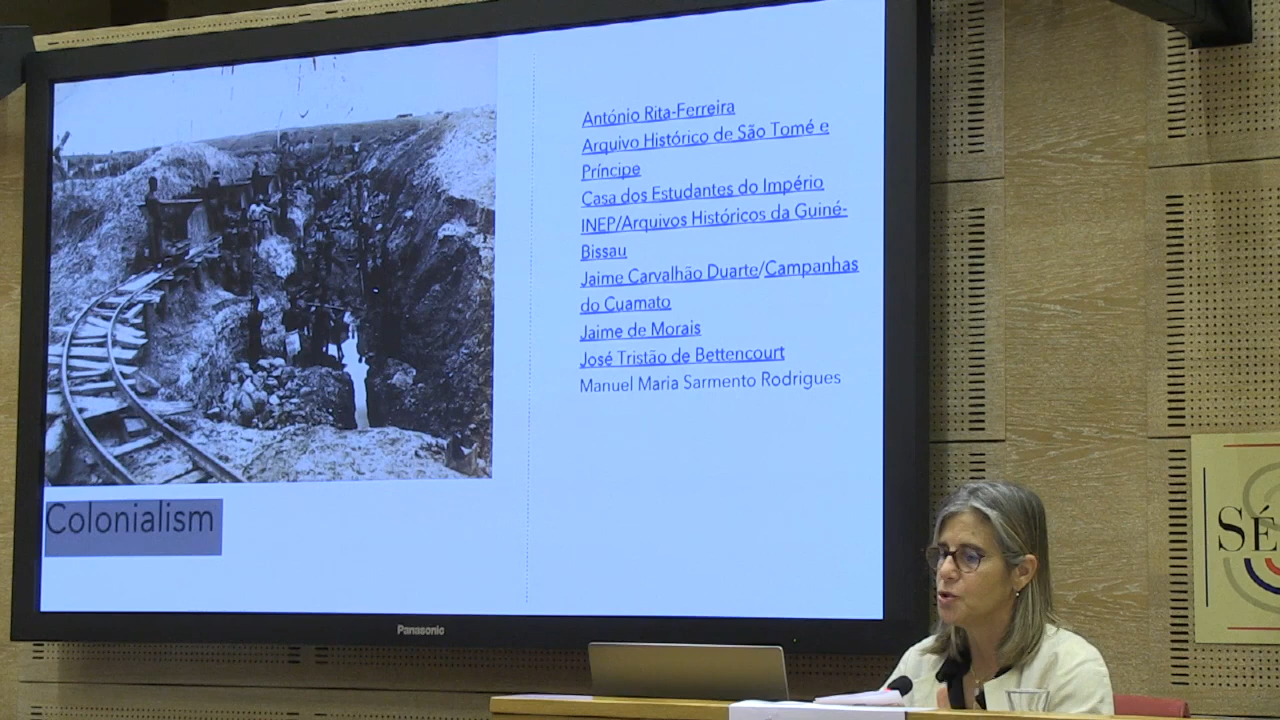 António Rita-Ferreira
Arquivo Histórico de São Tomé e
Príncipe
Casa dos Estudantes do Império
INEP/Arquivos Históricos da Guiné-
Bissau
Jaime Carvalhão Duarte/Campanhas
do Cuamato
Jaime de Morais
José Tristão de Bettencourt
Manuel Maria Sarmento Rodrigues
Colonialism
Panasonic
SÉ